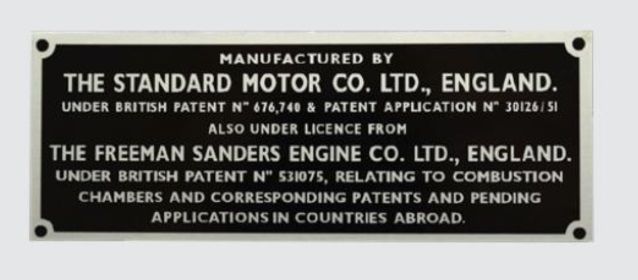 MANUFACTURED BY
THE STANDARD MOTOR CO. LTD., ENGLAND.
UNDER BRITISH PATENT Nº 676,740 & PATENT APPLICATION Nº 30126/51
ALSO UNDER LICENCE FROM
THE FREEMAN SANDERS ENGINE CO. LTD., ENGLAND.
UNDER BRITISH PATENT Nº 531075, RELATING TO COMBUSTION
CHAMBERS AND CORRESPONDING PATENTS AND PENDING
APPLICATIONS IN COUNTRIES ABROAD.